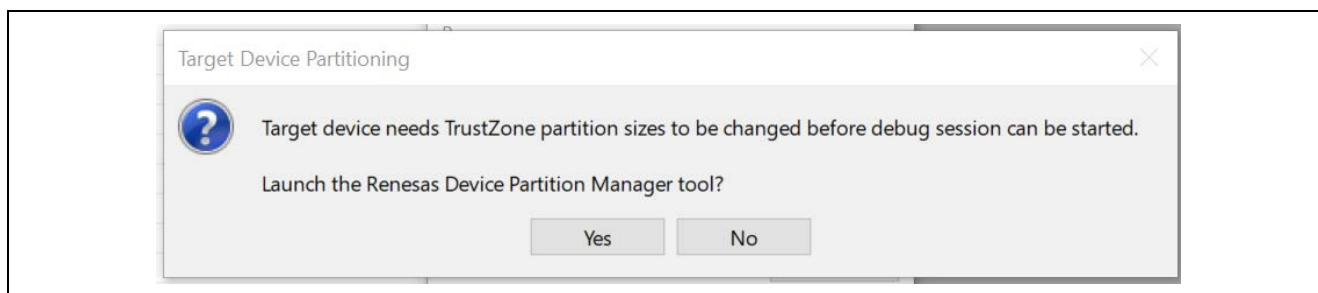 Target Device Partitioning
Target device needs TrustZone partition sizes to be changed before debug session can be started.
Launch the Renesas Device Partition Manager tool?
Yes
No